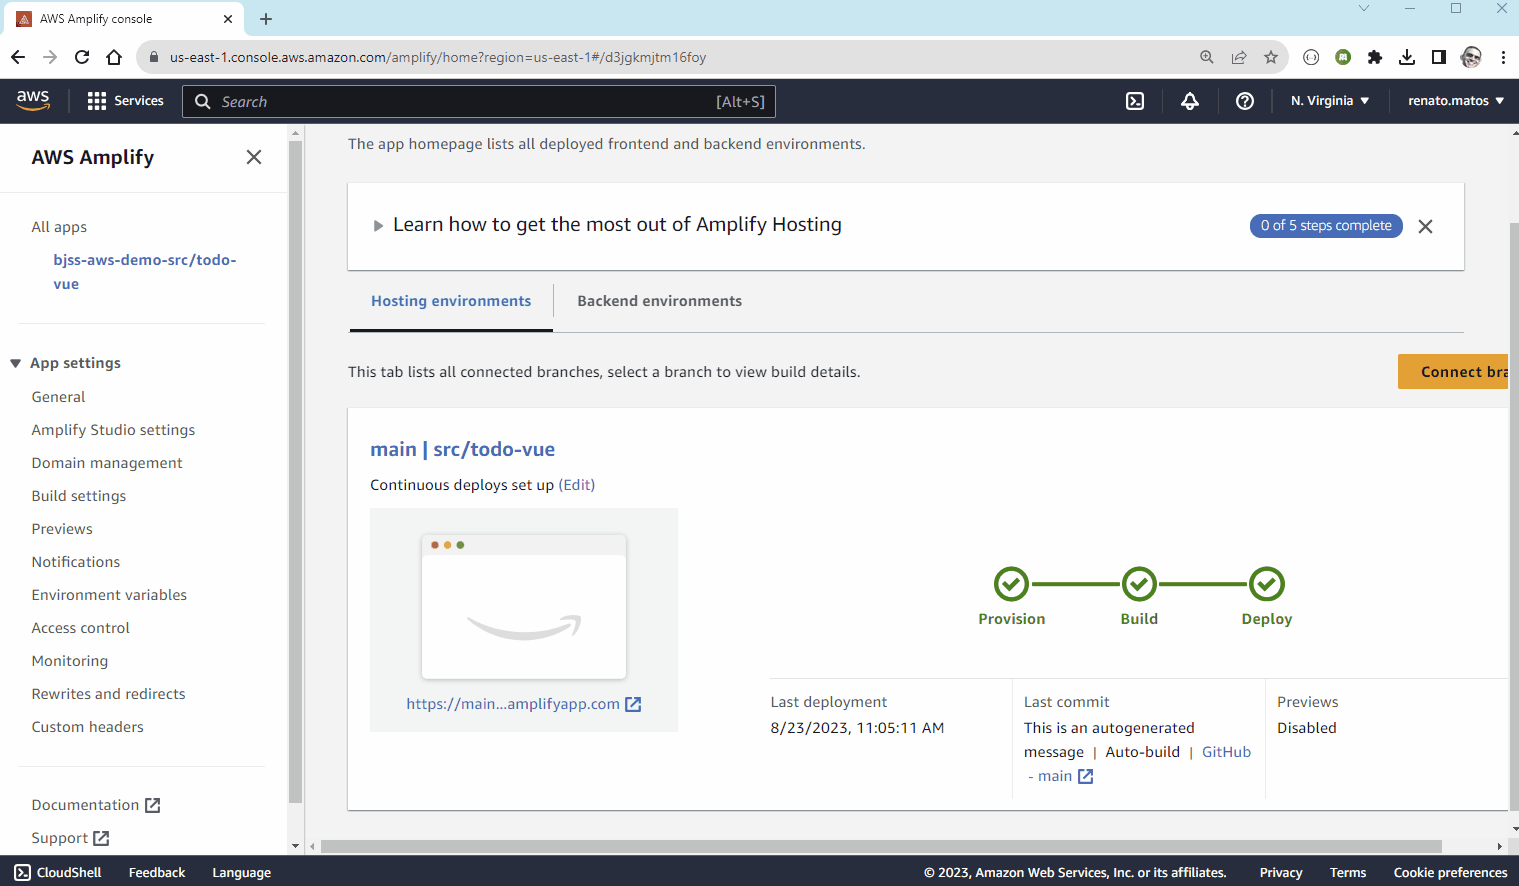 AWS Amplify console
us-east-1.console.aws.amazon.com/amplify/home?region=us-east-1#/d3jgkmjtm16foy
aws
Services
Search
[Alt+S]
N. Virginia
renato.matos
AWS Amplify
All apps
bjss-aws-demo-src/todo-
vue
App settings
General
Amplify Studio settings
Domain management
Build settings
Previews
Notifications
Environment variables
Access control
Monitoring
Rewrites and redirects
Custom headers
Documentation
Support
The app homepage lists all deployed frontend and backend environments.
Learn how to get the most out of Amplify Hosting
0 of 5 steps complete
Hosting environments
Backend environments
This tab lists all connected branches, select a branch to view build details.
Connect bra
main | src/todo-vue
Continuous deploys set up (Edit)
https://main...amplifyapp.com
Provision
Build
Deploy
Last deployment
8/23/2023, 11:05:11 AM
Last commit
This is an autogenerated
message | Auto-build | GitHub
- main
Previews
Disabled
CloudShell
Feedback
Language
© 2023, Amazon Web Services, Inc. or its affiliates.
Privacy
Terms
Cookie preferences